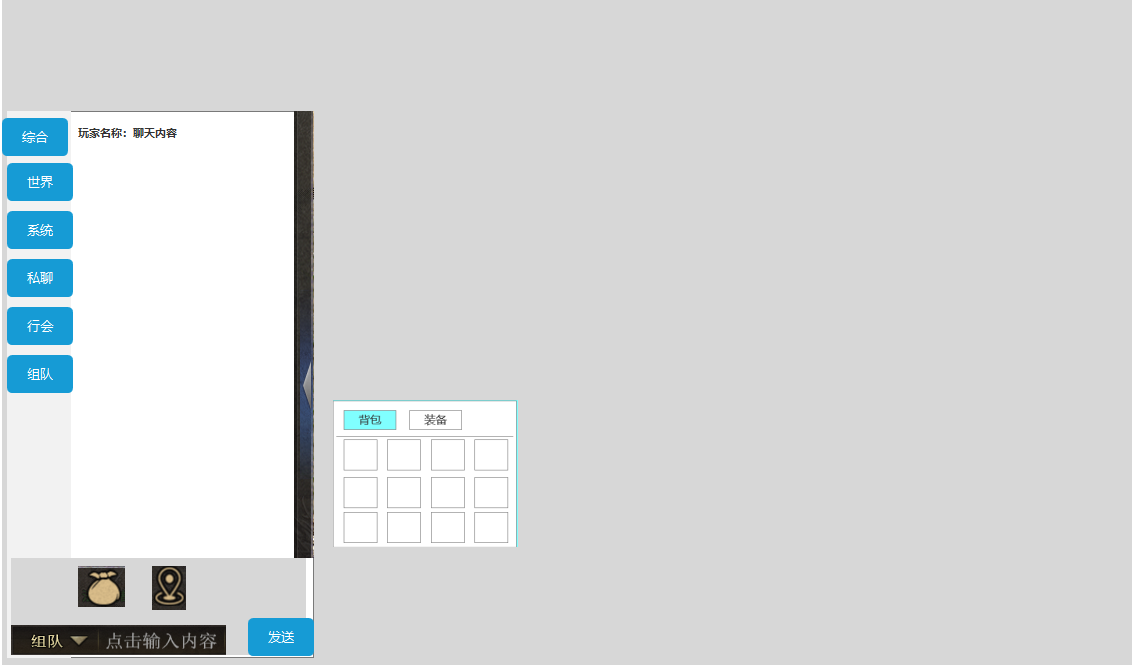 综合
玩家名称：聊天内容
世界
系统
私聊
行会
组队
背包 装备
组队 点击输入内容
发送